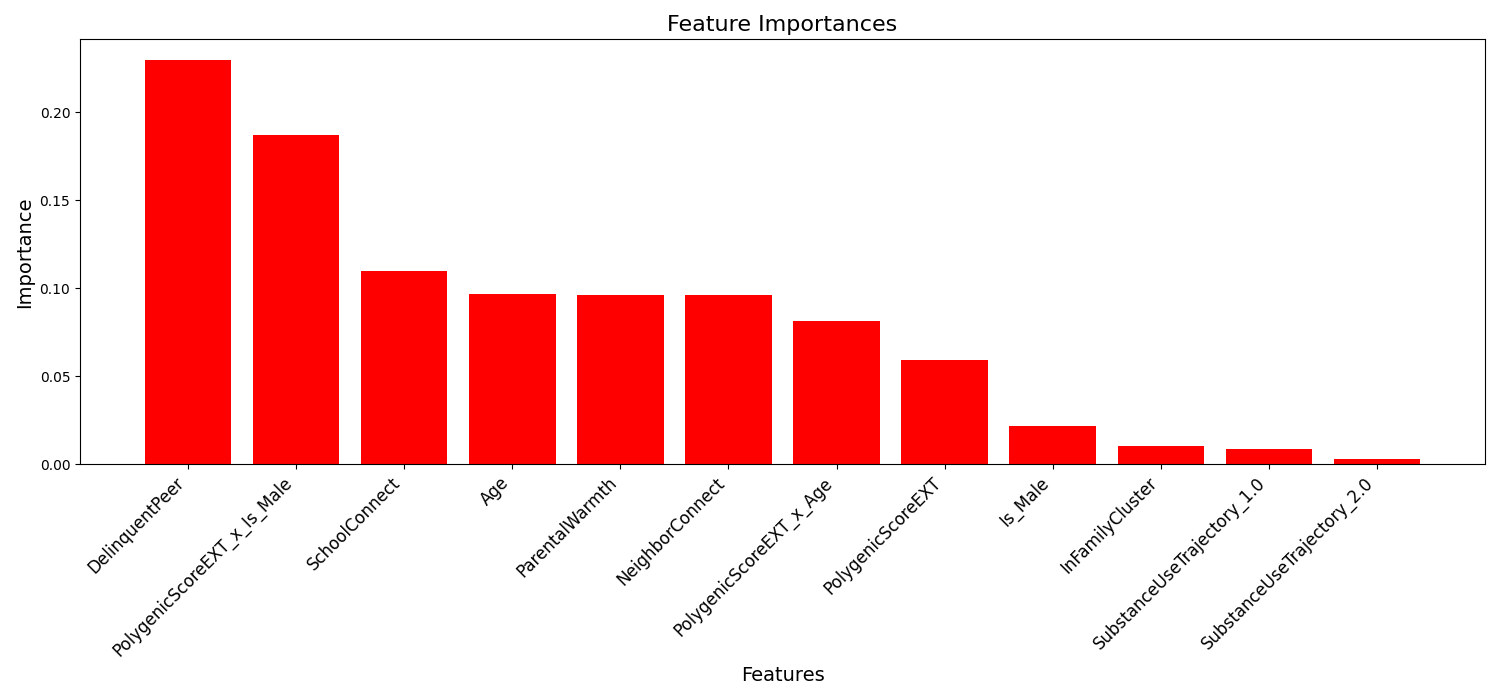 Feature Importances
Importance
0.20
0.15
0.10
0.05
0.00
DelinquentPeer
PolygenicScoreEXT_x_Is_Male
SchoolConnect
Age
ParentalWarmth
NeighborConnect
PolygenicScoreEXT_x_Age
PolygenicScoreEXT
Is_Male
InFamilyCluster
SubstanceUseTrajectory_1.0
SubstanceUseTrajectory_2.0
Features